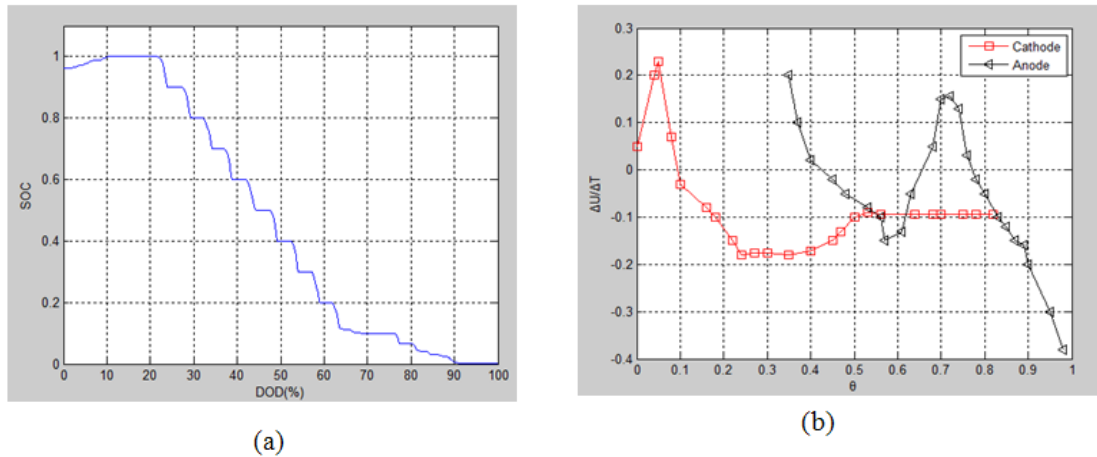 1
0.8
0.6
0.4
0.2
0
SOC
0 10 20 30 40 50 60 70 80 90 100
DOD(%)
(a)
0.3
0.2
0.1
0
-0.1
-0.2
-0.3
-0.4
ΔU/ΔT
Cathode
Anode
0 0.1 0.2 0.3 0.4 0.5 0.6 0.7 0.8 0.9 1
θ
(b)